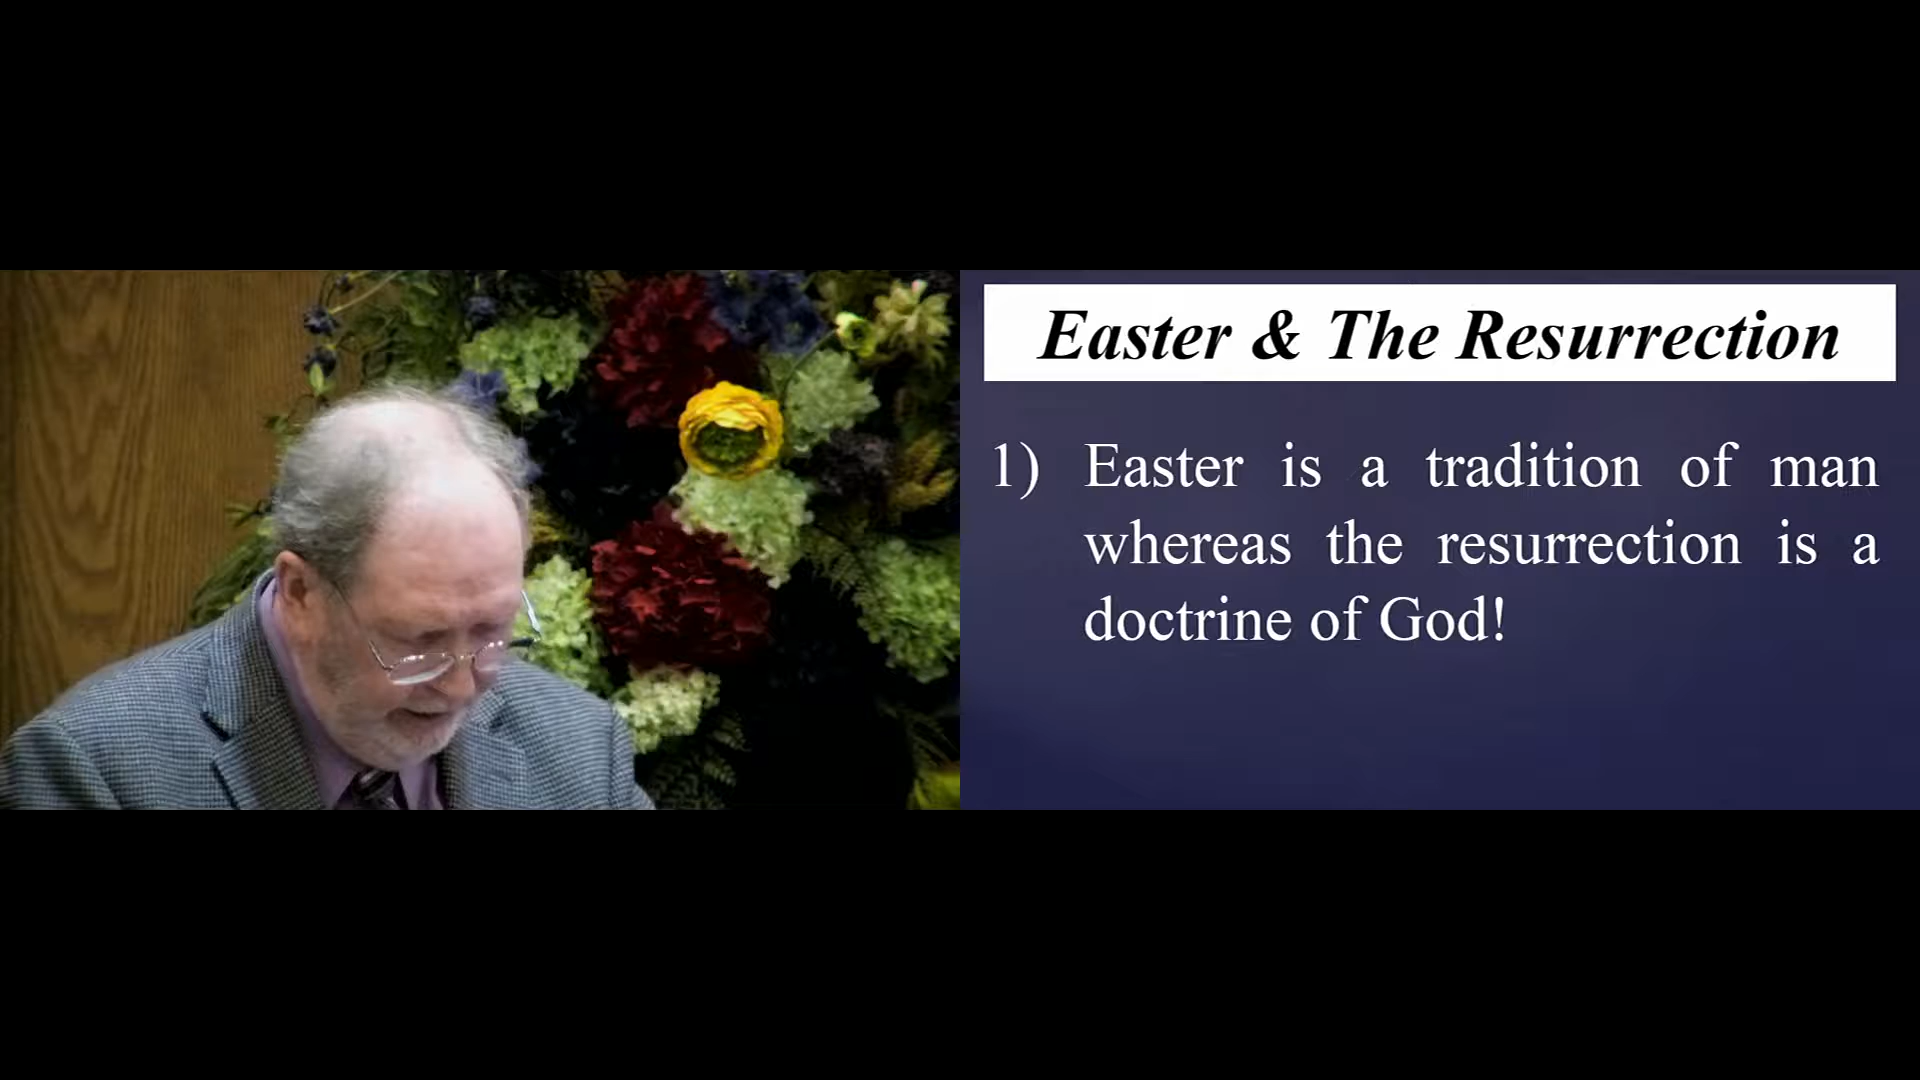 Easter & The Resurrection
1) Easter is a tradition of man
whereas the resurrection is a
doctrine of God!